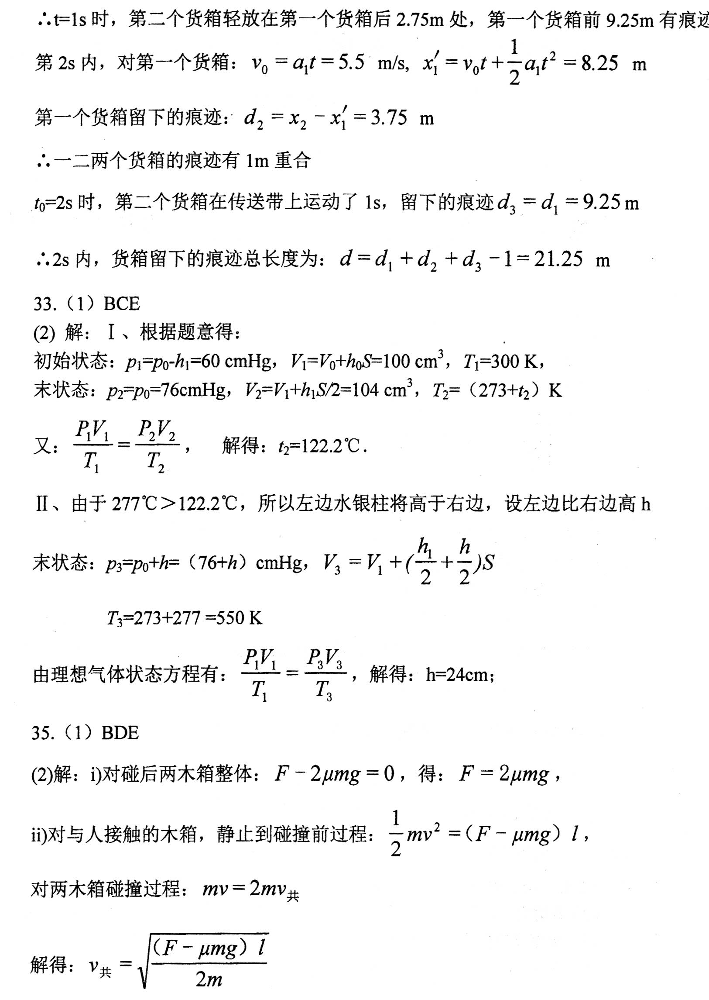 ∴t=1s 时，第二个货箱轻放在第一个货箱后 2.75m 处，第一个货箱前 9.25m 有痕迹
第 2s 内，对第一个货箱：v₀ = a₁t = 5.5 m/s, x₁′ = v₀t + 1/2 a₁t² = 8.25 m
第一个货箱留下的痕迹：d₂ = x₂ − x₁′ = 3.75 m
∴一二两个货箱的痕迹有 1m 重合
t₀=2s 时，第二个货箱在传送带上运动了 1s，留下的痕迹 d₃ = d₁ = 9.25 m
∴2s 内，货箱留下的痕迹总长度为：d = d₁ + d₂ + d₃ − 1 = 21.25 m
33.（1）BCE
(2) 解：Ⅰ、根据题意得：
初始状态：p₁=p₀-h₁=60 cmHg，V₁=V₀+h₀S=100 cm³，T₁=300 K，
末状态：p₂=p₀=76cmHg，V₂=V₁+h₁S/2=104 cm³，T₂=（273+t₂）K
又：P₁V₁/T₁ = P₂V₂/T₂， 解得：t₂=122.2℃.
Ⅱ、由于 277℃＞122.2℃，所以左边水银柱将高于右边，设左边比右边高 h
末状态：p₃=p₀+h=（76+h）cmHg，V₃ = V₁ + (h₁/2 + h/2)S
T₃=273+277 =550 K
由理想气体状态方程有：P₁V₁/T₁ = P₃V₃/T₃，解得：h=24cm；
35.（1）BDE
(2)解：i)对碰后两木箱整体：F − 2μmg = 0，得：F = 2μmg，
ii)对与人接触的木箱，静止到碰撞前过程：1/2 mv² =（F − μmg）l，
对两木箱碰撞过程：mv = 2mv共
解得：v共 = √(（F − μmg）l / 2m)